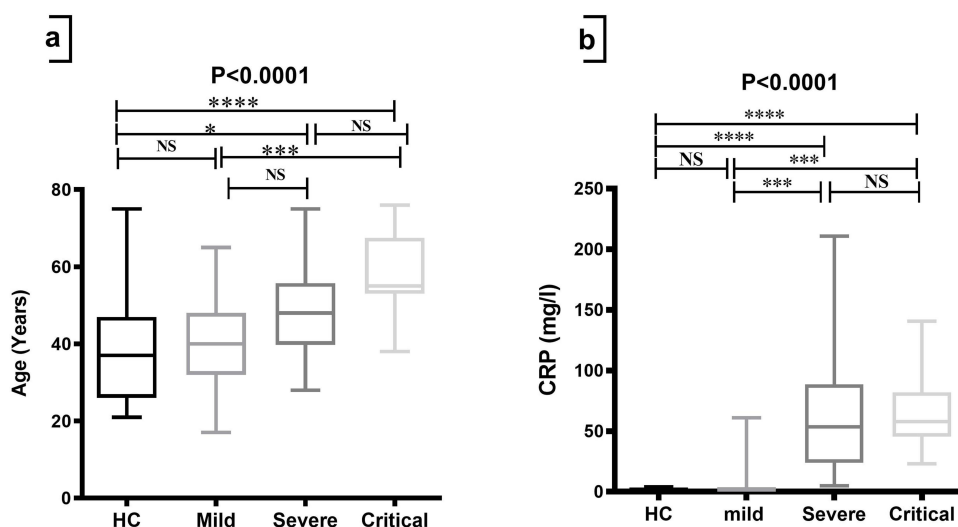 a
P<0.0001
****
*
NS
NS
***
NS
80
60
40
20
0
Age (Years)
HC
Mild
Severe
Critical
b
P<0.0001
****
****
NS
***
***
NS
250
200
150
100
50
0
CRP (mg/l)
HC
mild
Severe
Critical